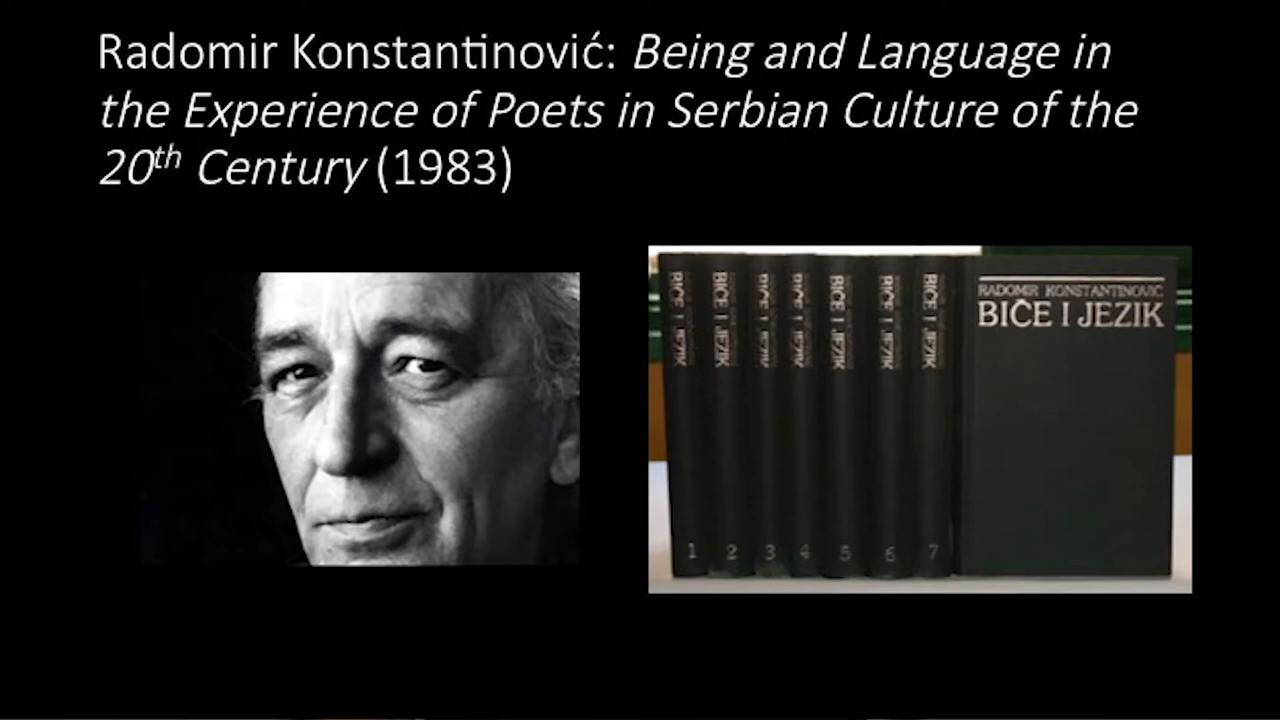 Radomir Konstantinović: Being and Language in
the Experience of Poets in Serbian Culture of the
20th Century (1983)
BIĆE I JEZIK
BIĆE I JEZIK
BIĆE I JEZIK
BIĆE I JEZIK
BIĆE I JEZIK
BIĆE I JEZIK
BIĆE I JEZIK
1 2 3 4 5 6 7
RADOMIR KONSTANTINOVIĆ
BIĆE I JEZIK